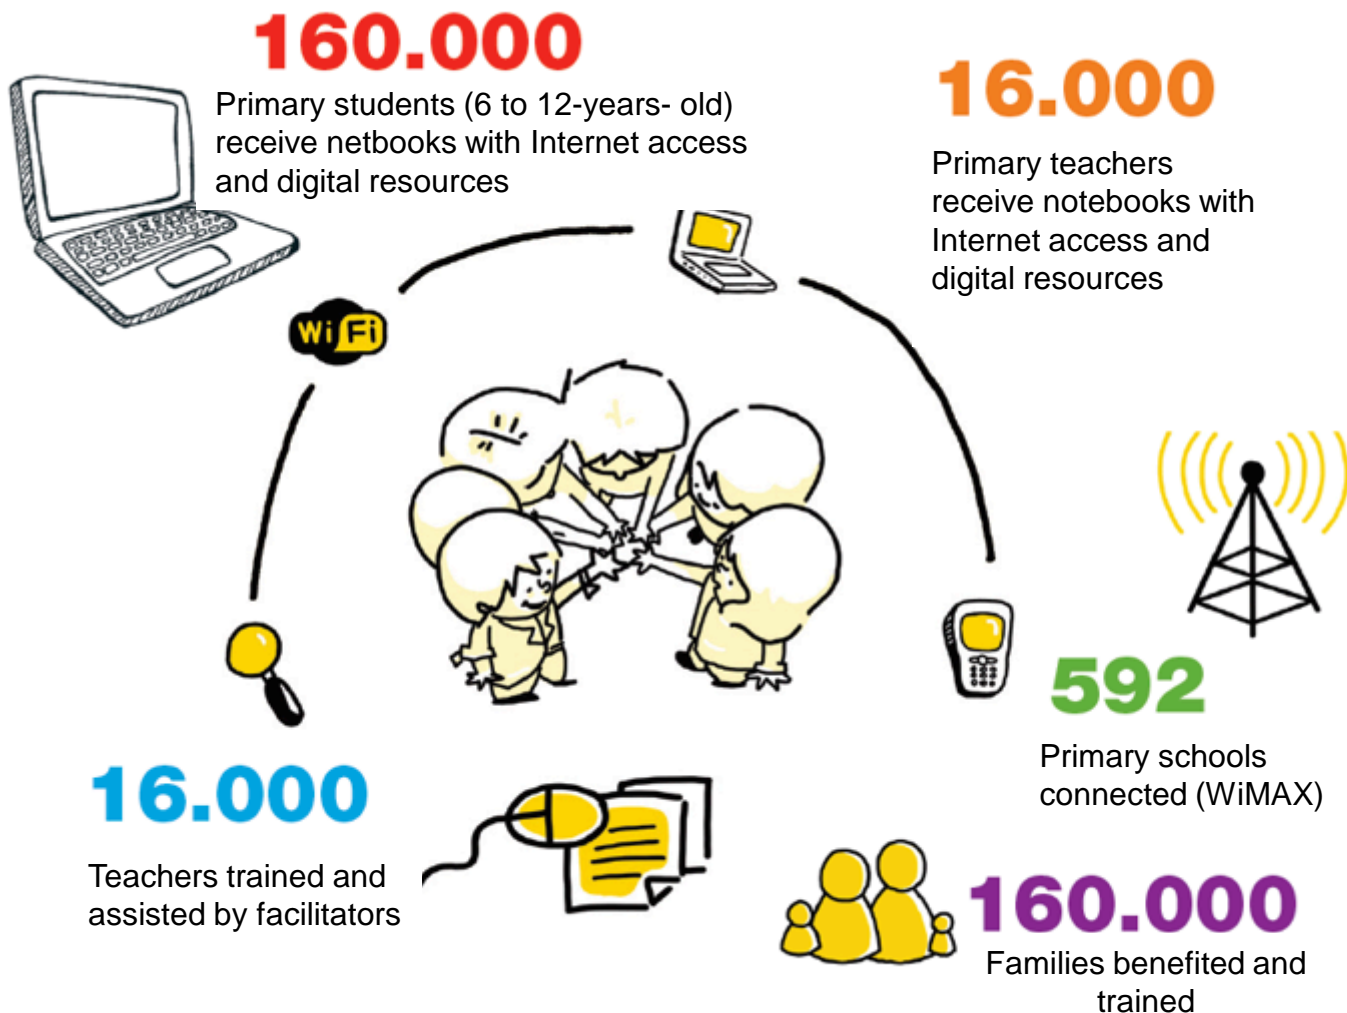 160.000
Primary students (6 to 12-years- old)
receive netbooks with Internet access
and digital resources
16.000
Primary teachers
receive notebooks with
Internet access and
digital resources
WiFi
592
Primary schools
connected (WiMAX)
16.000
Teachers trained and
assisted by facilitators
160.000
Families benefited and
trained